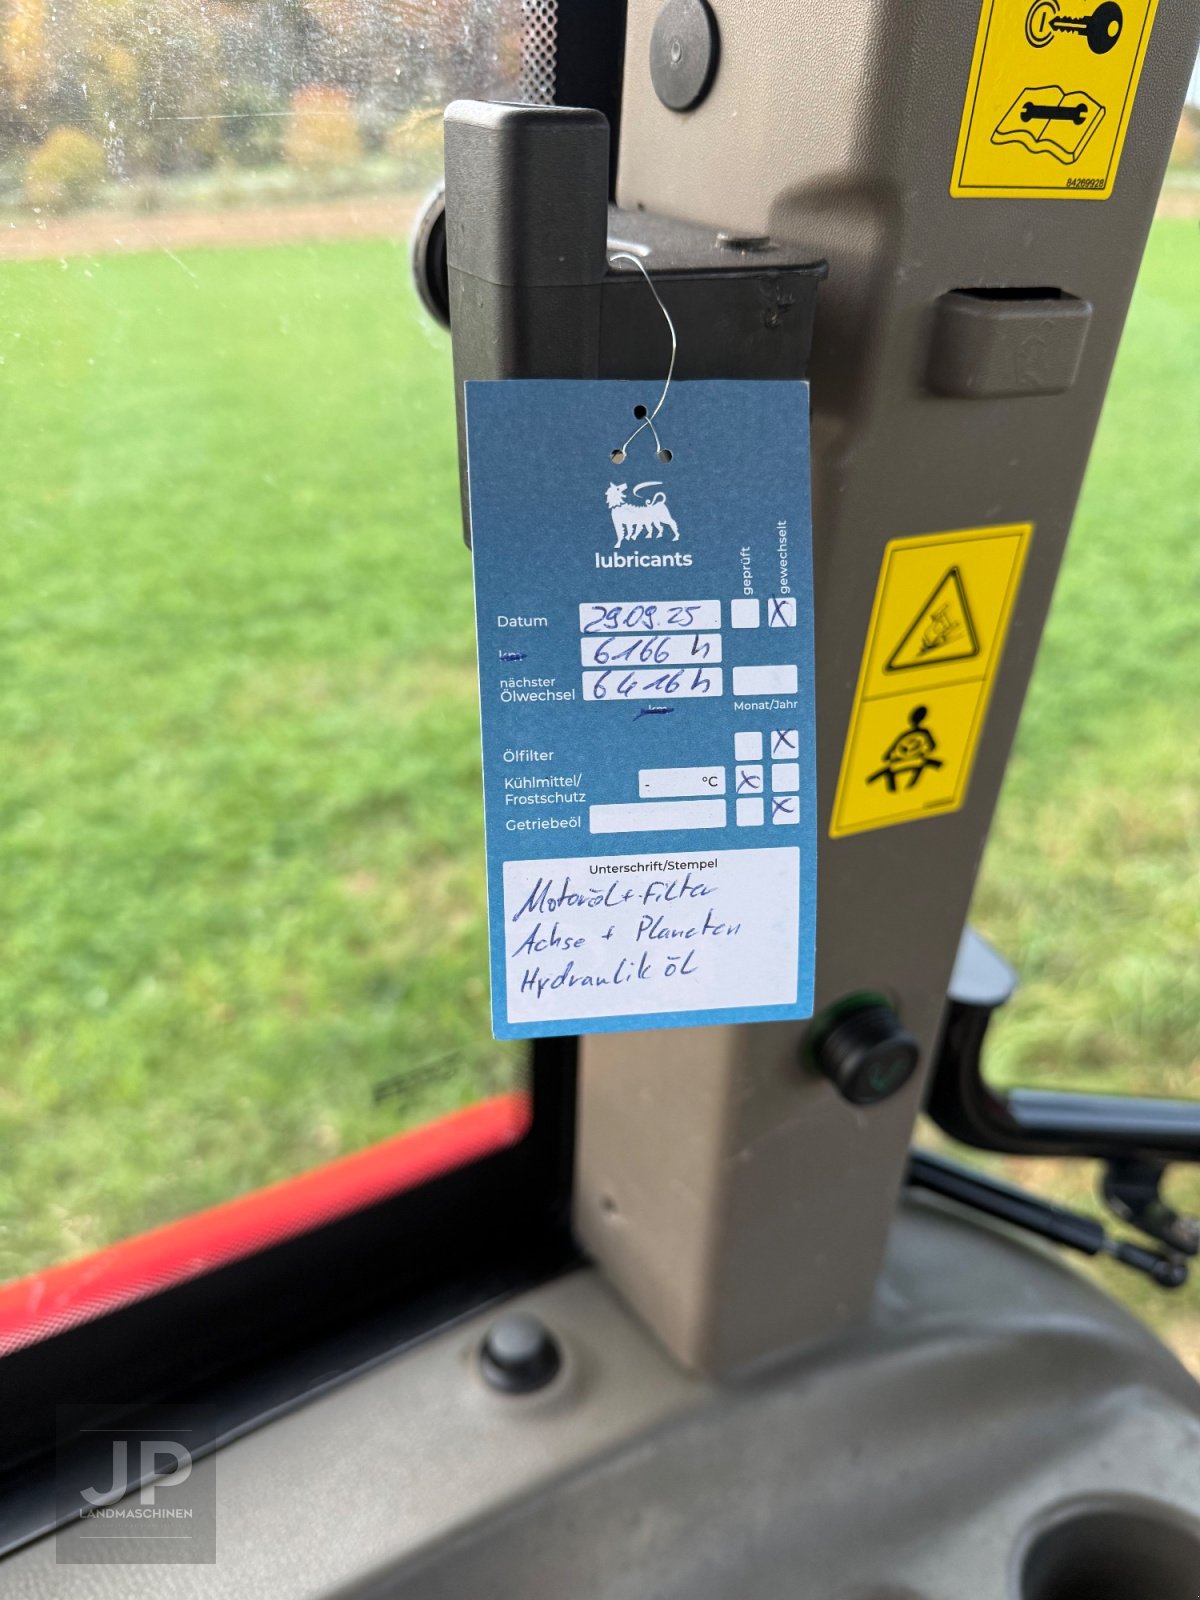 84269928
lubricants
geprüft
gewechselt
Datum 29.09.25 X
km 6166 h
nächster
Ölwechsel 6416 h
km Monat/Jahr
Ölfilter X
Kühlmittel/
Frostschutz - °C X
Getriebeöl X
Unterschrift/Stempel
Motoröl + Filter
Achse + Planeten
Hydraulik öl
JP
LANDMASCHINEN